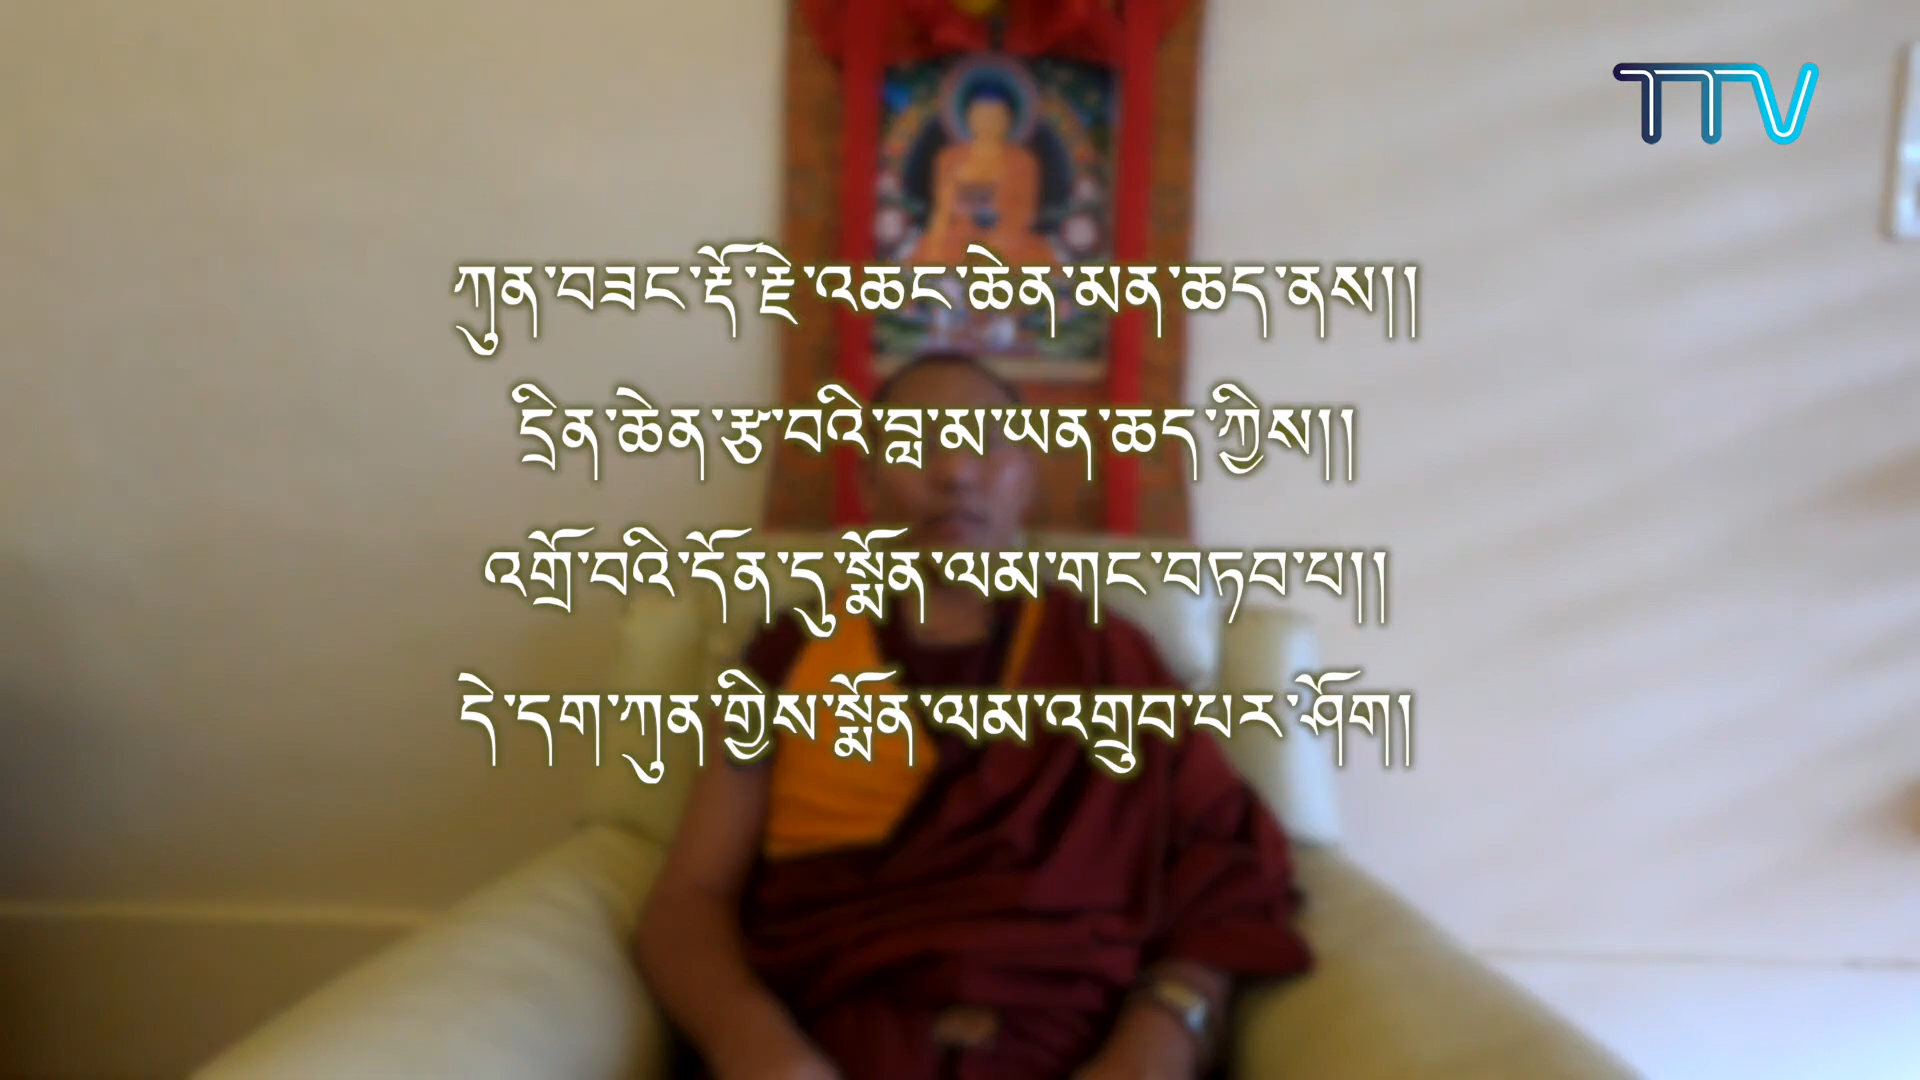 TTV
ཀུན་བཟང་རྡོ་རྗེ་འཆང་ཆེན་མན་ཆད་ནས།།
དྲིན་ཆེན་རྩ་བའི་བླ་མ་ཡན་ཆད་ཀྱིས།།
འགྲོ་བའི་དོན་དུ་སྨོན་ལམ་གང་བཏབ་པ།།
དེ་དག་ཀུན་གྱིས་སྨོན་ལམ་འགྲུབ་པར་ཤོག།